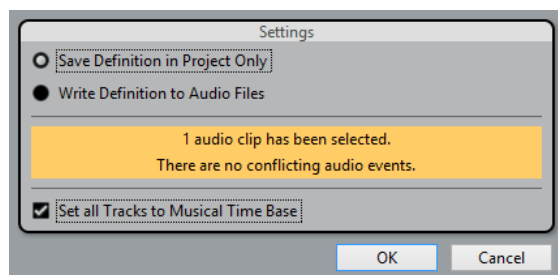 Settings
Save Definition in Project Only
Write Definition to Audio Files
1 audio clip has been selected.
There are no conflicting audio events.
Set all Tracks to Musical Time Base
OK Cancel